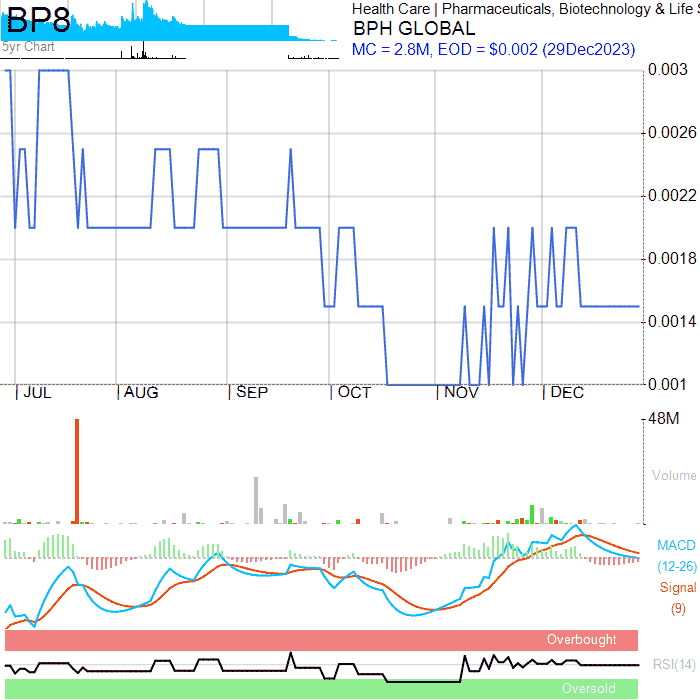 BP8
5yr Chart
Health Care | Pharmaceuticals, Biotechnology & Life S
BPH GLOBAL
MC = 2.8M, EOD = $0.002 (29Dec2023)
0.003
0.0026
0.0022
0.0018
0.0014
0.001
JUL AUG SEP OCT NOV DEC
48M
Volume
MACD
(12-26)
Signal
(9)
Overbought
RSI(14)
Oversold